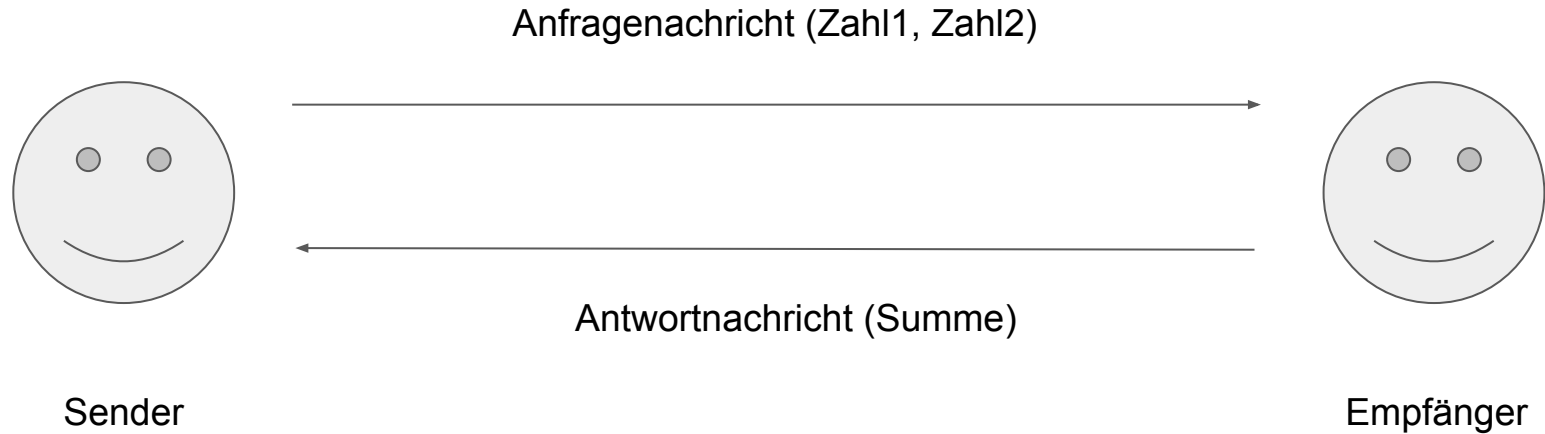 Anfragenachricht (Zahl1, Zahl2)
Antwortnachricht (Summe)
Sender
Empfänger